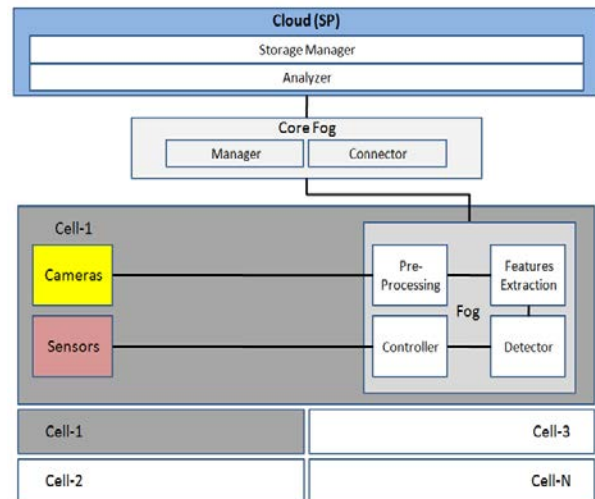 Cloud (SP)
Storage Manager
Analyzer
Core Fog
Manager
Connector
Cell-1
Cameras
Pre-
Processing
Features
Extraction
Fog
Sensors
Controller
Detector
Cell-1
Cell-3
Cell-2
Cell-N